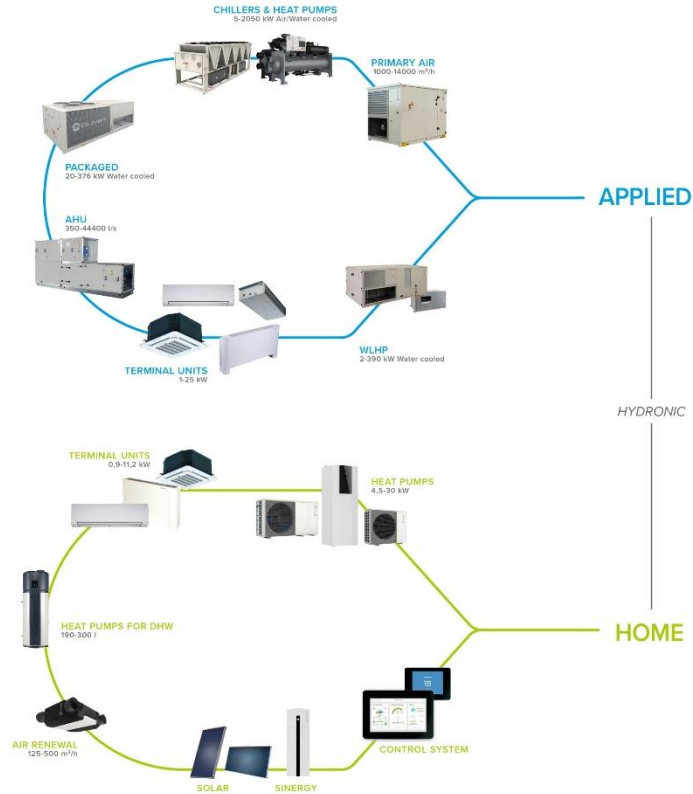 CHILLERS & HEAT PUMPS
5-2050 kW Air/Water cooled
PRIMARY AIR
1000-14000 m³/h
PACKAGED
20-376 kW Water cooled
APPLIED
AHU
350-44400 l/s
WLHP
2-390 kW Water cooled
TERMINAL UNITS
1-25 kW
HYDRONIC
TERMINAL UNITS
0,9-11,2 kW
HEAT PUMPS
4,5-30 kW
HEAT PUMPS FOR DHW
190-300 l
HOME
18
AIR RENEWAL
125-500 m³/h
CONTROL SYSTEM
SOLAR
SINERGY